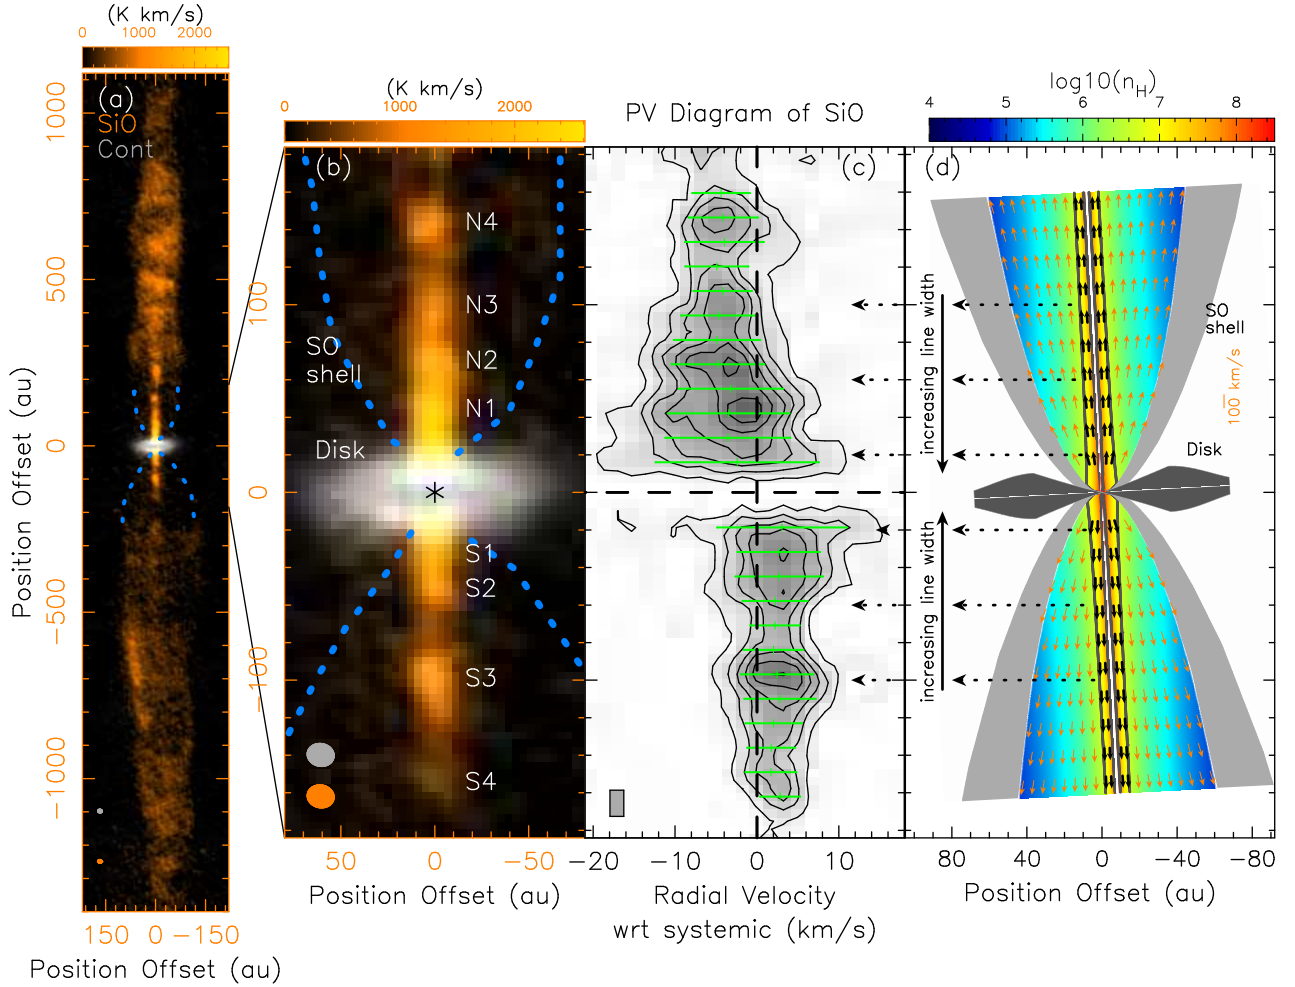 (K km/s)
0 1000 2000
(a)
SiO
Cont
1000
500
0
−500
−1000
Position Offset (au)
150 0 −150
Position Offset (au)
(K km/s)
0 1000 2000
(b)
N4
N3
N2
N1
SO
shell
Disk
S1
S2
S3
S4
100
0
−100
50 0 −50
Position Offset (au)
PV Diagram of SiO
(c)
−20 −10 0 10
Radial Velocity
wrt systemic (km/s)
log10(nH)
4 5 6 7 8
(d)
increasing line width
increasing line width
SO
shell
100 km/s
Disk
80 40 0 −40 −80
Position Offset (au)